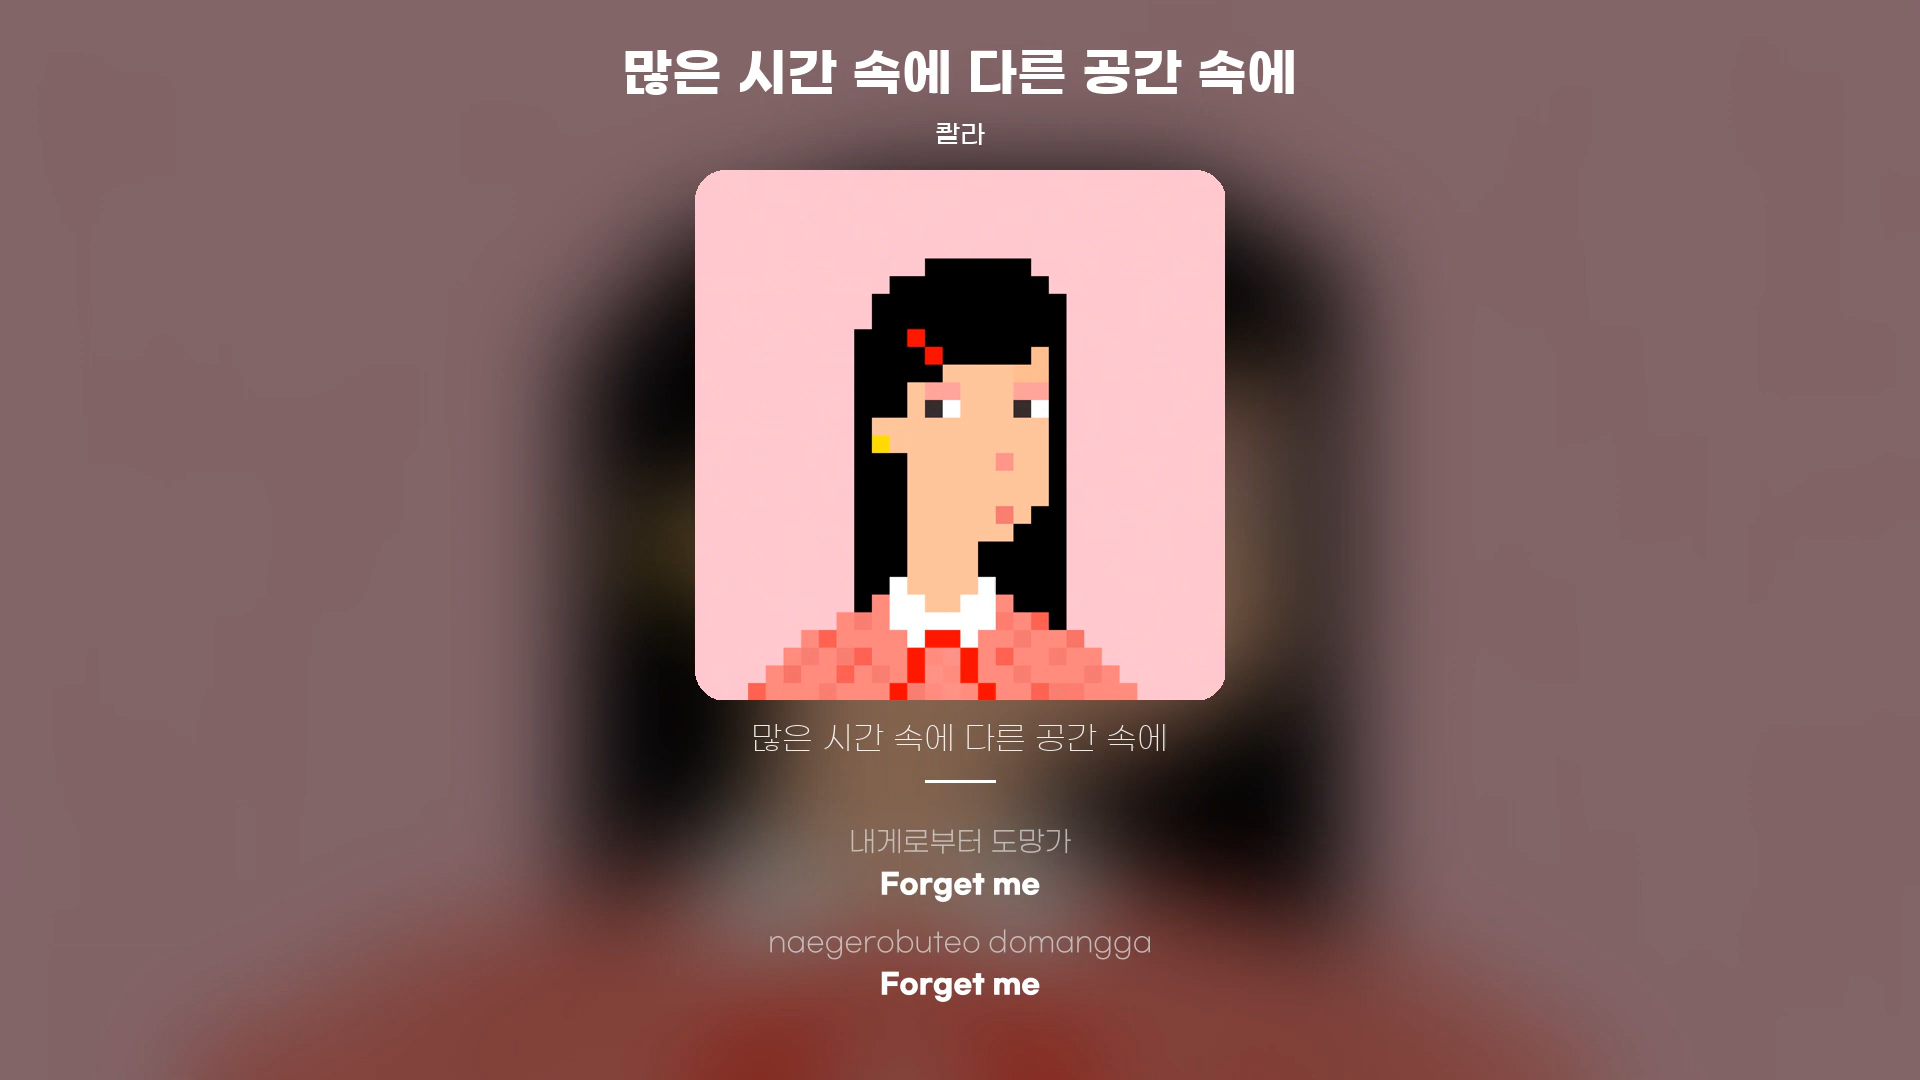 많은 시간 속에 다른 공간 속에
콸라
많은 시간 속에 다른 공간 속에
내게로부터 도망가
Forget me
naegerobuteo domangga
Forget me